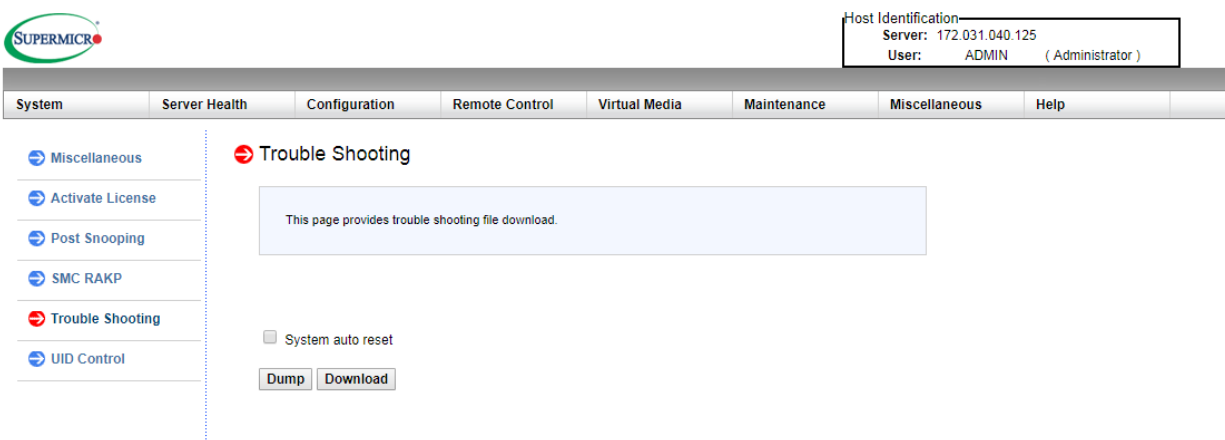 Host Identification
SUPERMICR
Server: 172.031.040.125
User: ADMIN ( Administrator )
System Server Health Configuration Remote Control Virtual Media Maintenance Miscellaneous Help
Miscellaneous
Activate License
Post Snooping
SMC RAKP
Trouble Shooting
UID Control
Trouble Shooting
This page provides trouble shooting file download.
System auto reset
Dump Download